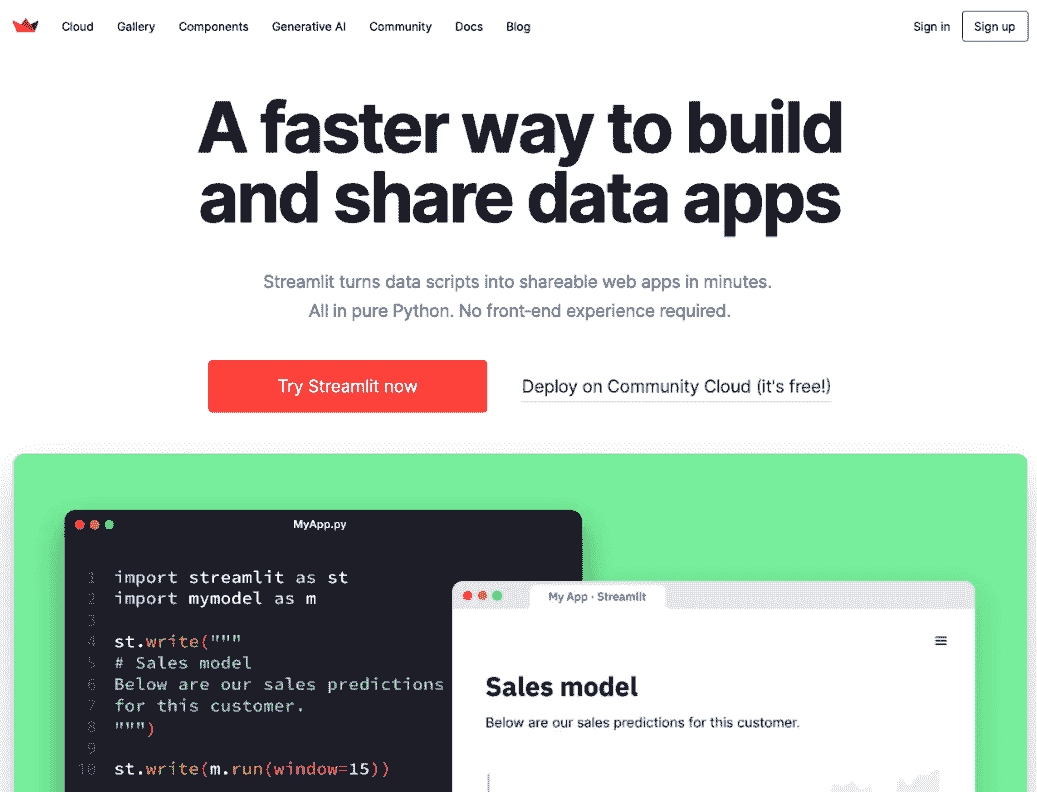 Cloud Gallery Components Generative AI Community Docs Blog Sign in Sign up
A faster way to build
and share data apps
Streamlit turns data scripts into shareable web apps in minutes.
All in pure Python. No front-end experience required.
Try Streamlit now
Deploy on Community Cloud (it's free!)
MyApp.py
1 import streamlit as st
2 import mymodel as m
3
4 st.write("""
5 # Sales model
6 Below are our sales predictions
7 for this customer.
8 """)
9
10 st.write(m.run(window=15))
My App · Streamlit
Sales model
Below are our sales predictions for this customer.